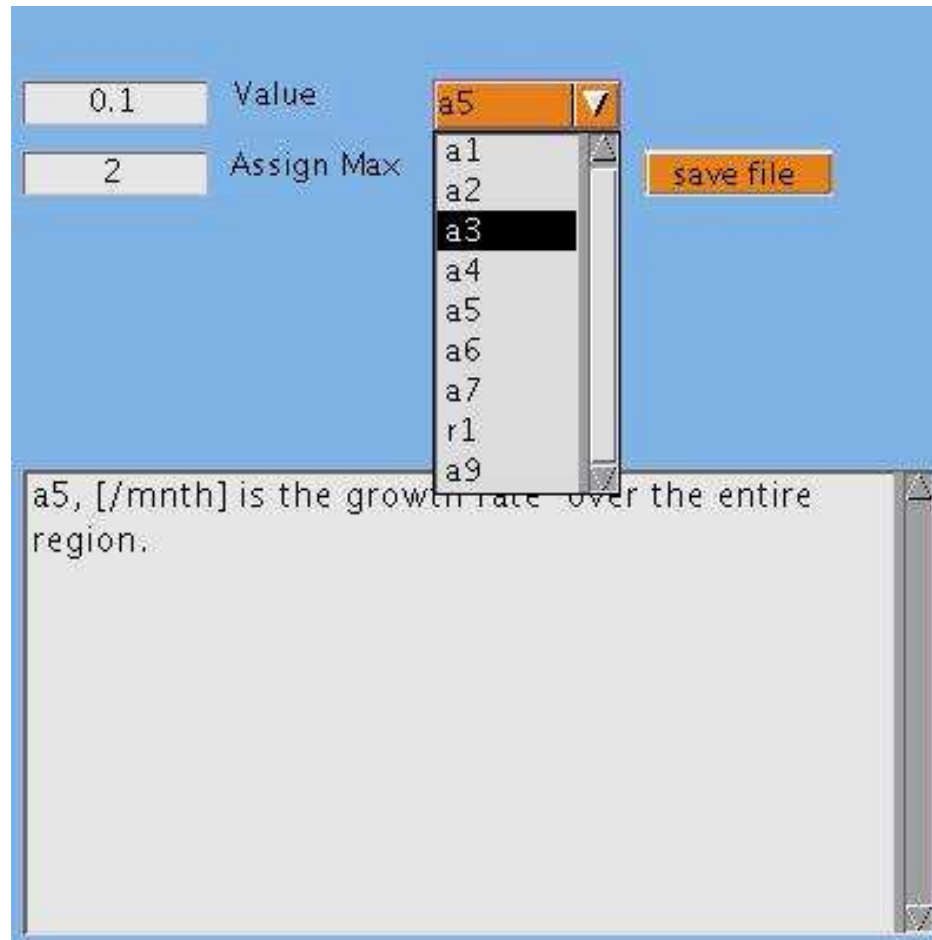 0.1 Value a5
2 Assign Max save file
a1
a2
a3
a4
a5
a6
a7
r1
a9
a5, [/mnth] is the growth rate over the entire
region.